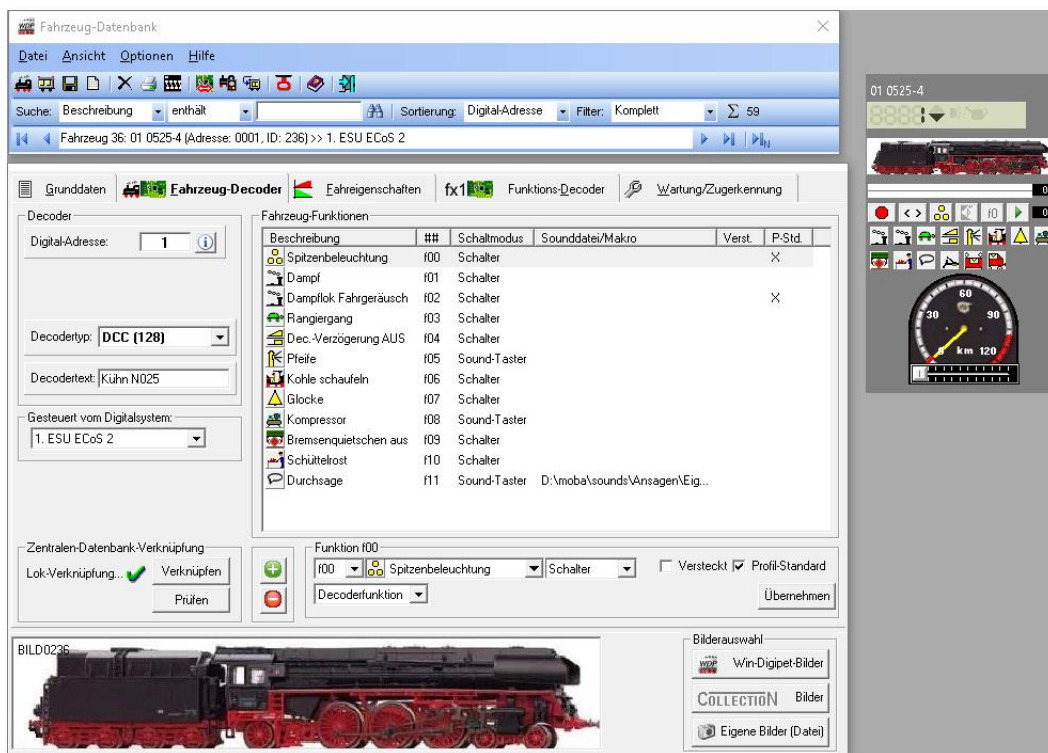 Fahrzeug-Datenbank
Datei Ansicht Optionen Hilfe
Suche: Beschreibung enthält Sortierung: Digital-Adresse Filter: Komplett Σ 59
Fahrzeug 36: 01 0525-4 (Adresse: 0001, ID: 236) >> 1. ESU ECoS 2
Grunddaten Fahrzeug-Decoder Fahreigenschaften fx1 Funktions-Decoder Wartung/Zugerkennung
Decoder
Digital-Adresse: 1
Decodertyp: DCC (128)
Decodertext: Kühn N025
Gesteuert vom Digitalsystem:
1. ESU ECoS 2
Fahrzeug-Funktionen
Beschreibung ## Schaltmodus Sounddatei/Makro Verst. P-Std.
Spitzenbeleuchtung f00 Schalter X
Dampf f01 Schalter
Dampflok Fahrgeräusch f02 Schalter X
Rangiergang f03 Schalter
Dec.-Verzögerung AUS f04 Schalter
Pfeife f05 Sound-Taster
Kohle schaufeln f06 Schalter
Glocke f07 Schalter
Kompressor f08 Sound-Taster
Bremsenquietschen aus f09 Schalter
Schüttelrost f10 Schalter
Durchsage f11 Sound-Taster D:\moba\sounds\Ansagen\Eig...
Zentralen-Datenbank-Verknüpfung
Lok-Verknüpfung... Verknüpfen
Prüfen
Funktion f00
f00 Spitzenbeleuchtung Schalter Versteckt Profil-Standard
Decoderfunktion Übernehmen
BILD0236
Bilderauswahl
WDP Win-Digipet-Bilder
COLLECTION Bilder
Eigene Bilder (Datei)
01 0525-4
0
< > f0 0
30 60 90
0 km 120